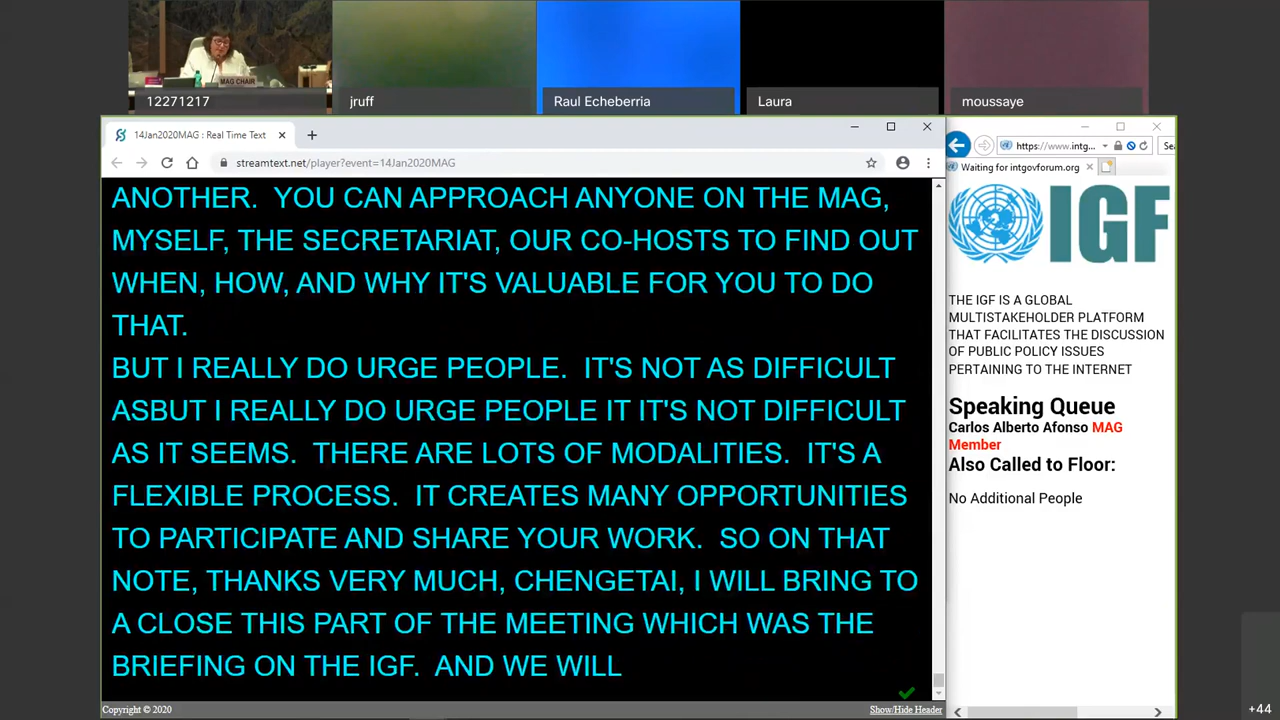 MAG CHAIR
12271217
jruff
Raul Echeberria
Laura
moussaye
14Jan2020MAG : Real Time Text
streamtext.net/player?event=14Jan2020MAG
https://www.intg...
Sea
Waiting for intgovforum.org
ANOTHER.  YOU CAN APPROACH ANYONE ON THE MAG,
MYSELF, THE SECRETARIAT, OUR CO-HOSTS TO FIND OUT
WHEN, HOW, AND WHY IT'S VALUABLE FOR YOU TO DO
THAT.
BUT I REALLY DO URGE PEOPLE.  IT'S NOT AS DIFFICULT
ASBUT I REALLY DO URGE PEOPLE IT IT'S NOT DIFFICULT
AS IT SEEMS.  THERE ARE LOTS OF MODALITIES.  IT'S A
FLEXIBLE PROCESS.  IT CREATES MANY OPPORTUNITIES
TO PARTICIPATE AND SHARE YOUR WORK.  SO ON THAT
NOTE, THANKS VERY MUCH, CHENGETAI, I WILL BRING TO
A CLOSE THIS PART OF THE MEETING WHICH WAS THE
BRIEFING ON THE IGF.  AND WE WILL
Copyright © 2020
Show/Hide Header
IGF
THE IGF IS A GLOBAL
MULTISTAKEHOLDER PLATFORM
THAT FACILITATES THE DISCUSSION
OF PUBLIC POLICY ISSUES
PERTAINING TO THE INTERNET
Speaking Queue
Carlos Alberto Afonso MAG
Member
Also Called to Floor:
No Additional People
+44